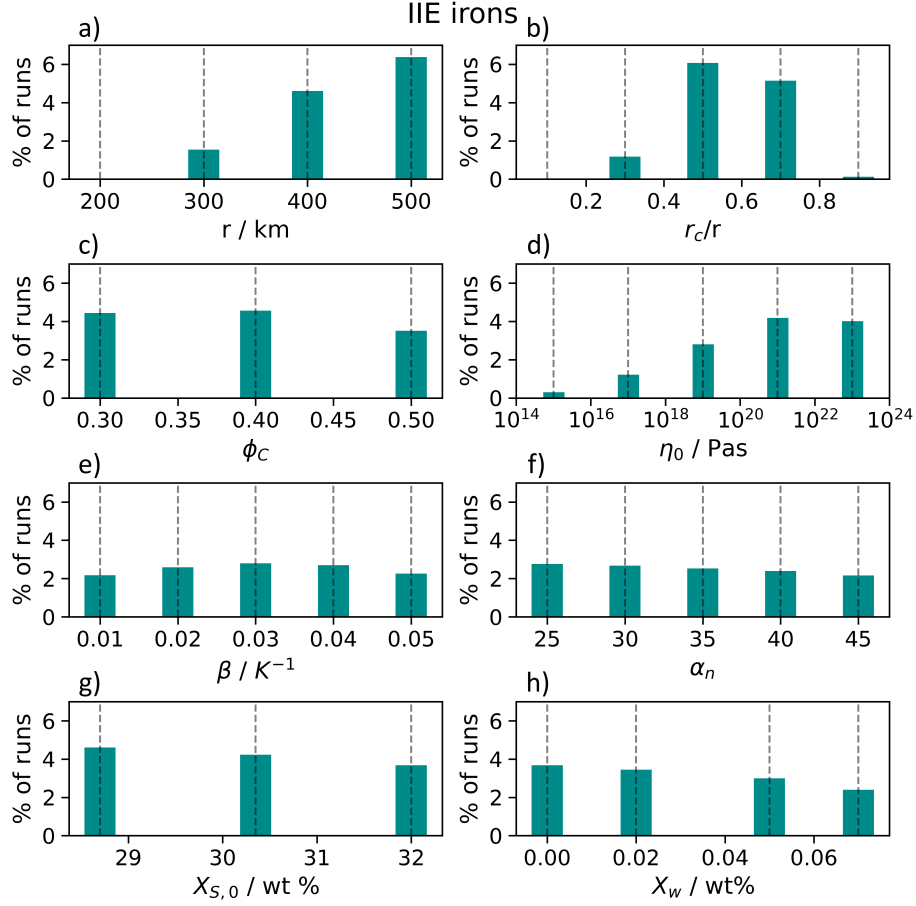 IIE irons
a) b)
% of runs % of runs
6 6
4 4
2 2
0 0
200 300 400 500 0.2 0.4 0.6 0.8
r / km r_c/r
c) d)
% of runs % of runs
6 6
4 4
2 2
0 0
0.30 0.35 0.40 0.45 0.50 10^14 10^16 10^18 10^20 10^22 10^24
ϕ_C η_0 / Pas
e) f)
% of runs % of runs
6 6
4 4
2 2
0 0
0.01 0.02 0.03 0.04 0.05 25 30 35 40 45
β / K^−1 α_n
g) h)
% of runs % of runs
6 6
4 4
2 2
0 0
29 30 31 32 0.00 0.02 0.04 0.06
X_S, 0 / wt % X_w / wt%